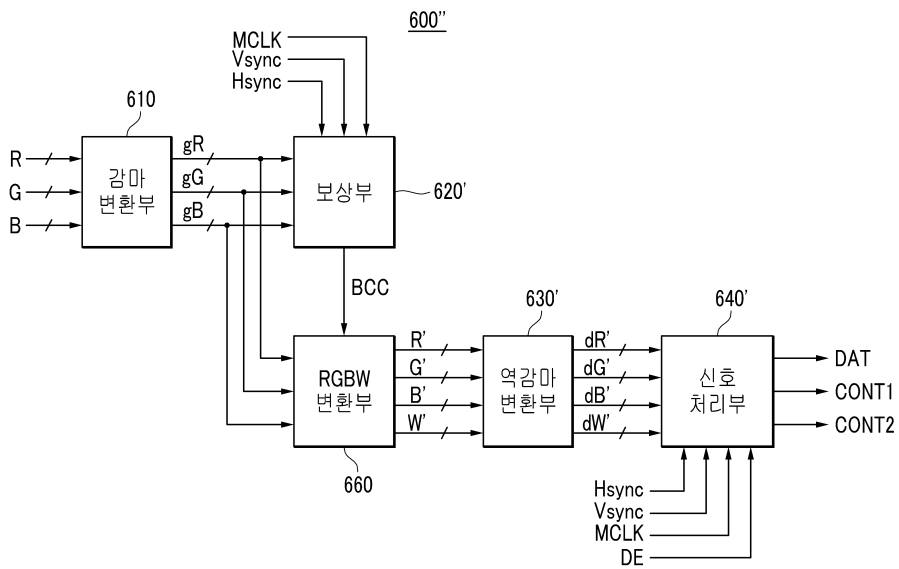 600''
MCLK
Vsync
Hsync
610
R
G
B
감마
변환부
gR
gG
gB
보상부
620'
BCC
RGBW
변환부
660
R'
G'
B'
W'
630'
역감마
변환부
dR'
dG'
dB'
dW'
640'
신호
처리부
DAT
CONT1
CONT2
Hsync
Vsync
MCLK
DE